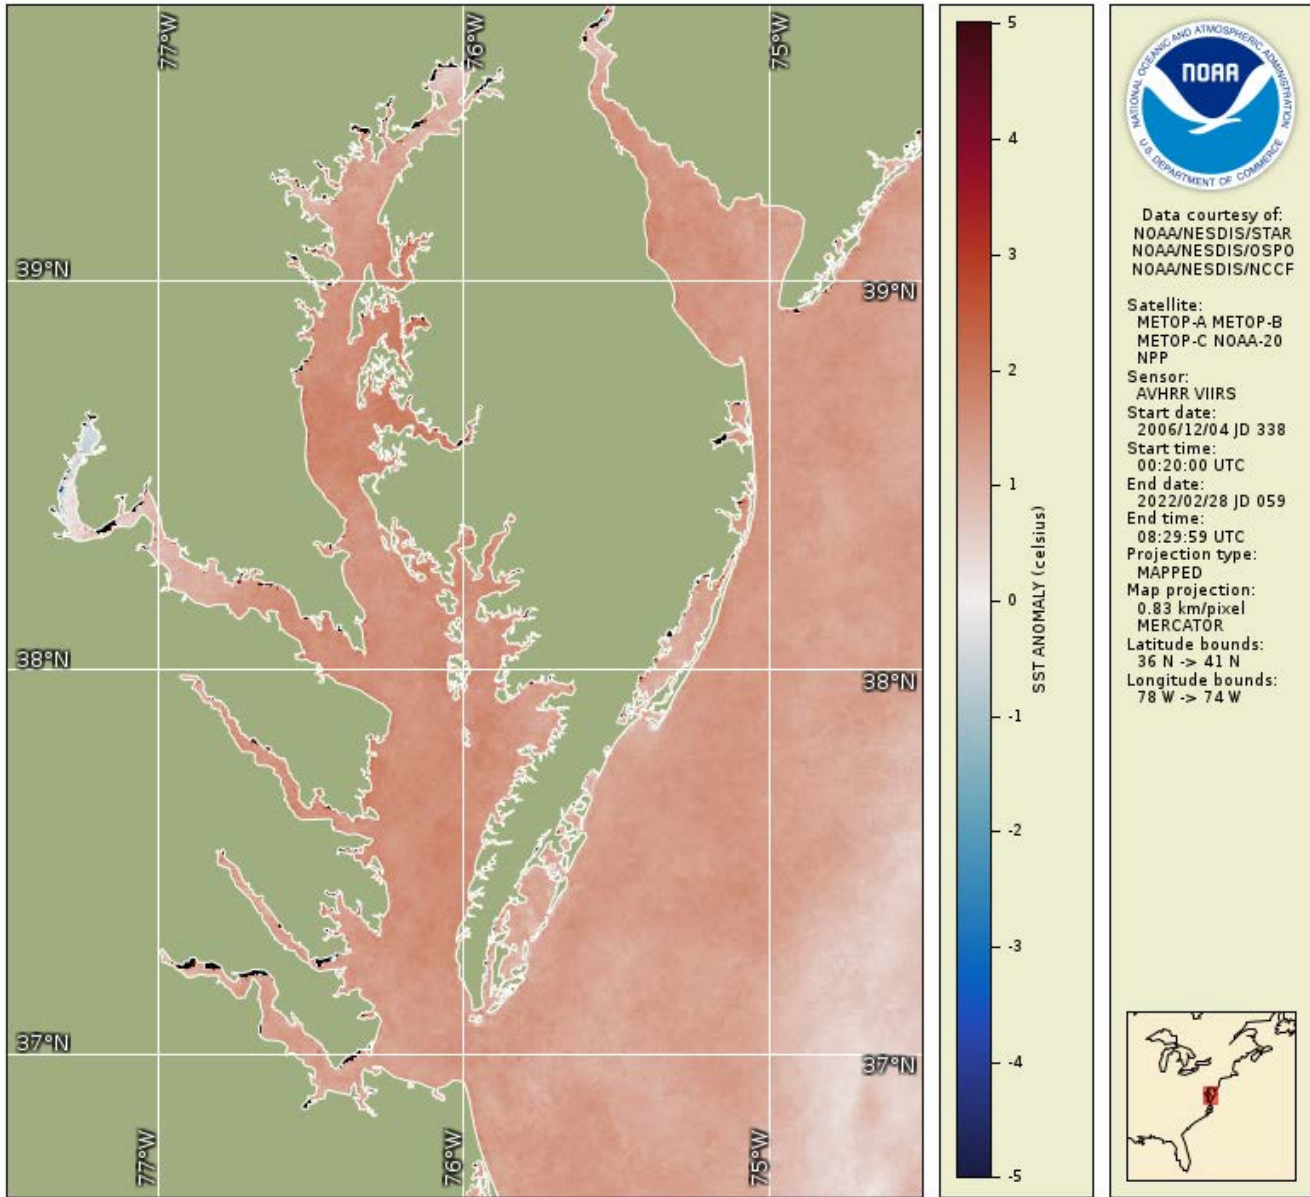 77°W
76°W
75°W
39°N
39°N
38°N
38°N
37°N
37°N
77°W
76°W
75°W
5
4
3
2
1
0
-1
-2
-3
-4
-5
SST ANOMALY (celsius)
NATIONAL OCEANIC AND ATMOSPHERIC ADMINISTRATION
NOAA
U.S. DEPARTMENT OF COMMERCE
Data courtesy of:
NOAA/NESDIS/STAR
NOAA/NESDIS/OSPO
NOAA/NESDIS/NCCF
Satellite:
METOP-A METOP-B
METOP-C NOAA-20
NPP
Sensor:
AVHRR VIIRS
Start date:
2006/12/04 JD 338
Start time:
00:20:00 UTC
End date:
2022/02/28 JD 059
End time:
08:29:59 UTC
Projection type:
MAPPED
Map projection:
0.83 km/pixel
MERCATOR
Latitude bounds:
36 N -> 41 N
Longitude bounds:
78 W -> 74 W